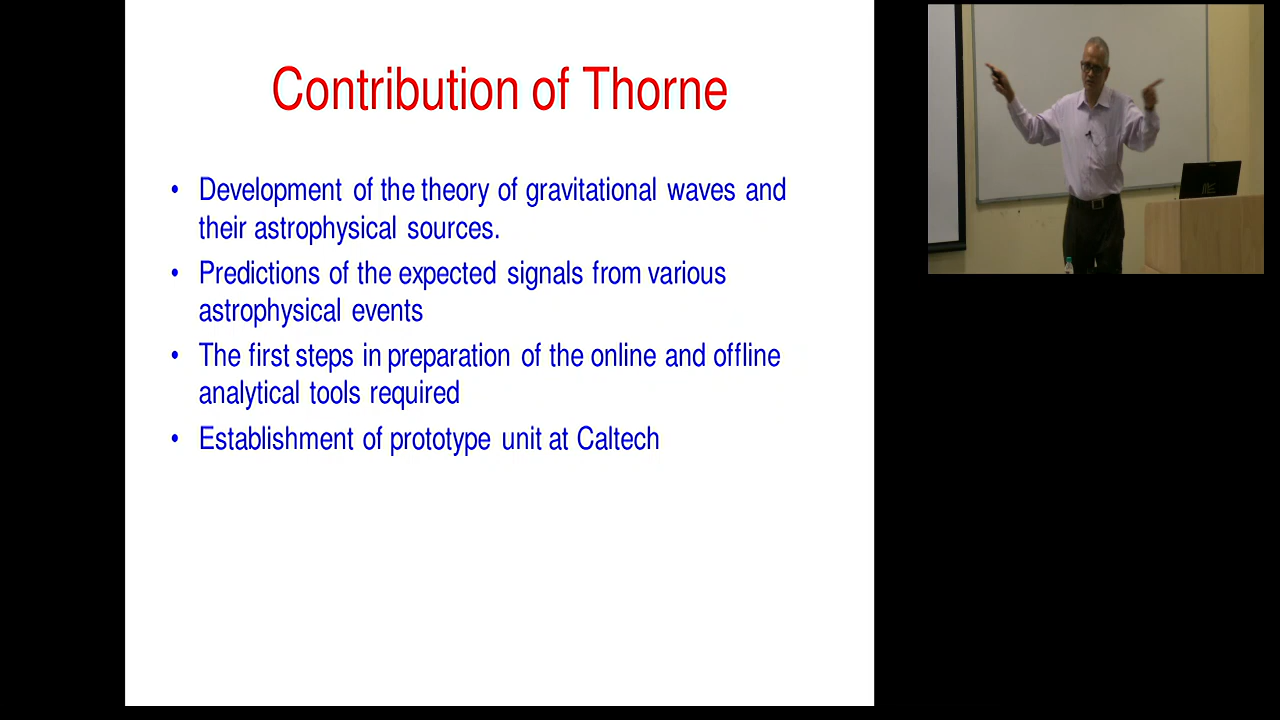 Contribution of Thorne
• Development of the theory of gravitational waves and
their astrophysical sources.
• Predictions of the expected signals from various
astrophysical events
• The first steps in preparation of the online and offline
analytical tools required
• Establishment of prototype unit at Caltech